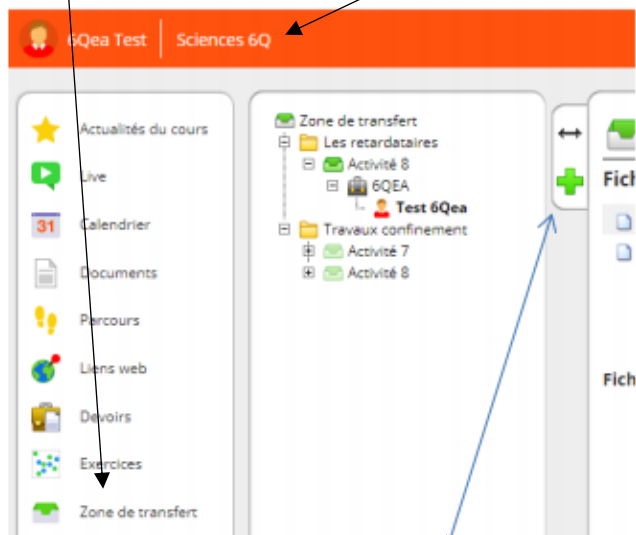 6Qea Test Sciences 6Q
Actualités du cours
Live
31 Calendrier
Documents
Parcours
Liens web
Devoirs
Exercices
Zone de transfert
Zone de transfert
Les retardataires
Activité 8
6QEA
Test 6Qea
Travaux confinement
Activité 7
Activité 8
Fich
Fich